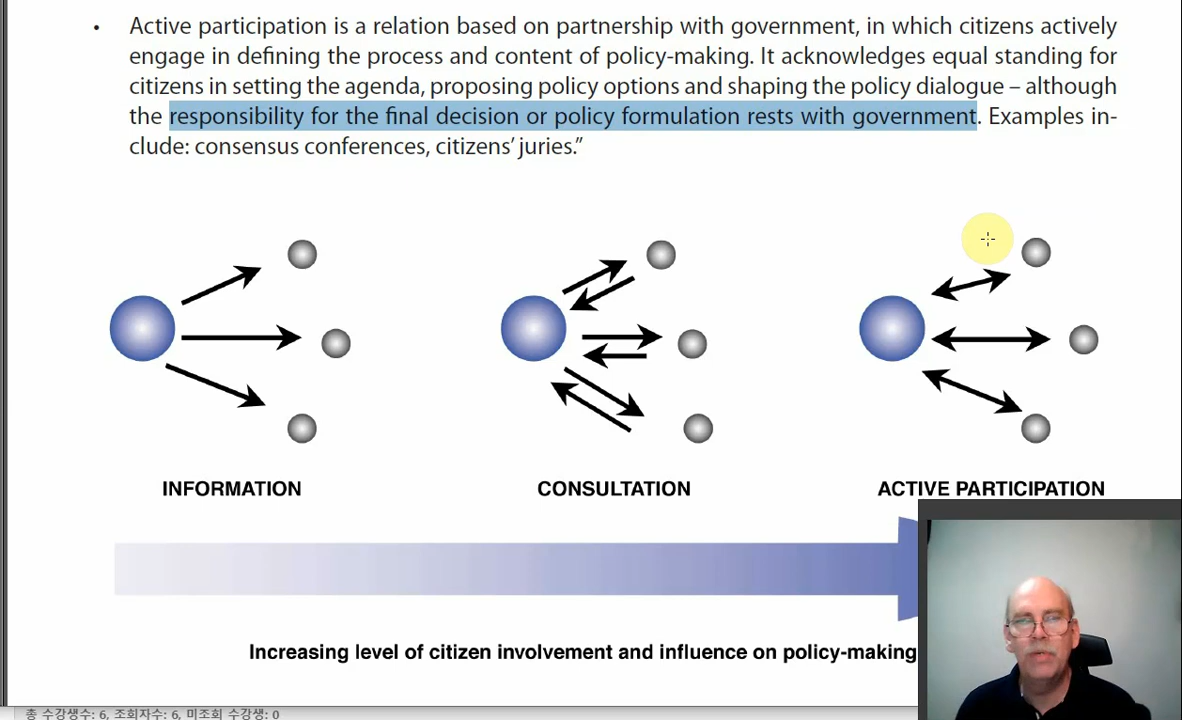 • Active participation is a relation based on partnership with government, in which citizens actively
engage in defining the process and content of policy-making. It acknowledges equal standing for
citizens in setting the agenda, proposing policy options and shaping the policy dialogue – although
the responsibility for the final decision or policy formulation rests with government. Examples in-
clude: consensus conferences, citizens’ juries.”
INFORMATION
CONSULTATION
ACTIVE PARTICIPATION
Increasing level of citizen involvement and influence on policy-making
총 수강생수: 6, 조회자수: 6, 미조회 수강생: 0